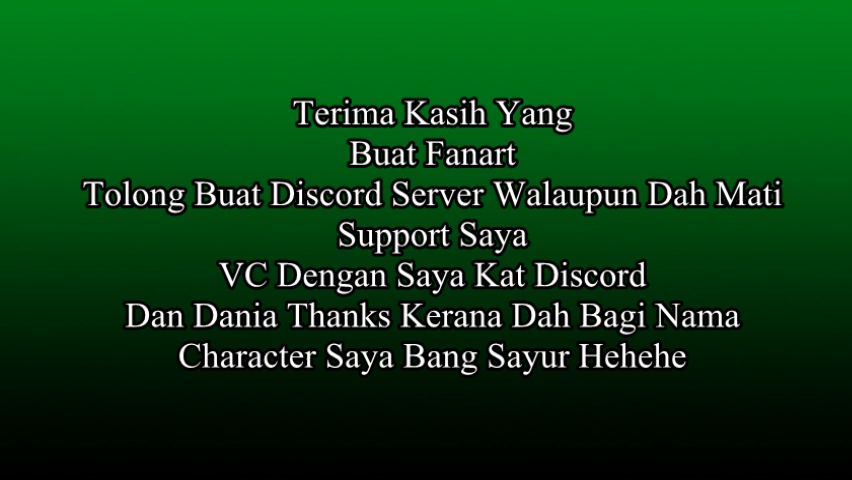 Terima Kasih Yang
Buat Fanart
Tolong Buat Discord Server Walaupun Dah Mati
Support Saya
VC Dengan Saya Kat Discord
Dan Dania Thanks Kerana Dah Bagi Nama
Character Saya Bang Sayur Hehehe